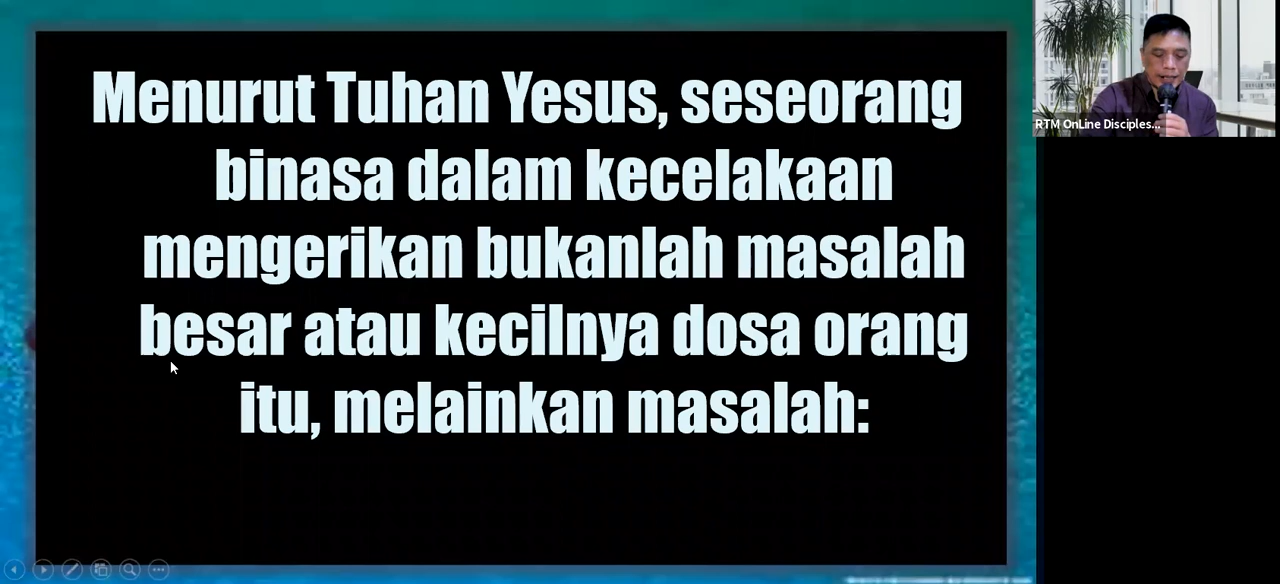 Menurut Tuhan Yesus, seseorang
binasa dalam kecelakaan
mengerikan bukanlah masalah
besar atau kecilnya dosa orang
itu, melainkan masalah:
RTM OnLine Disciples...